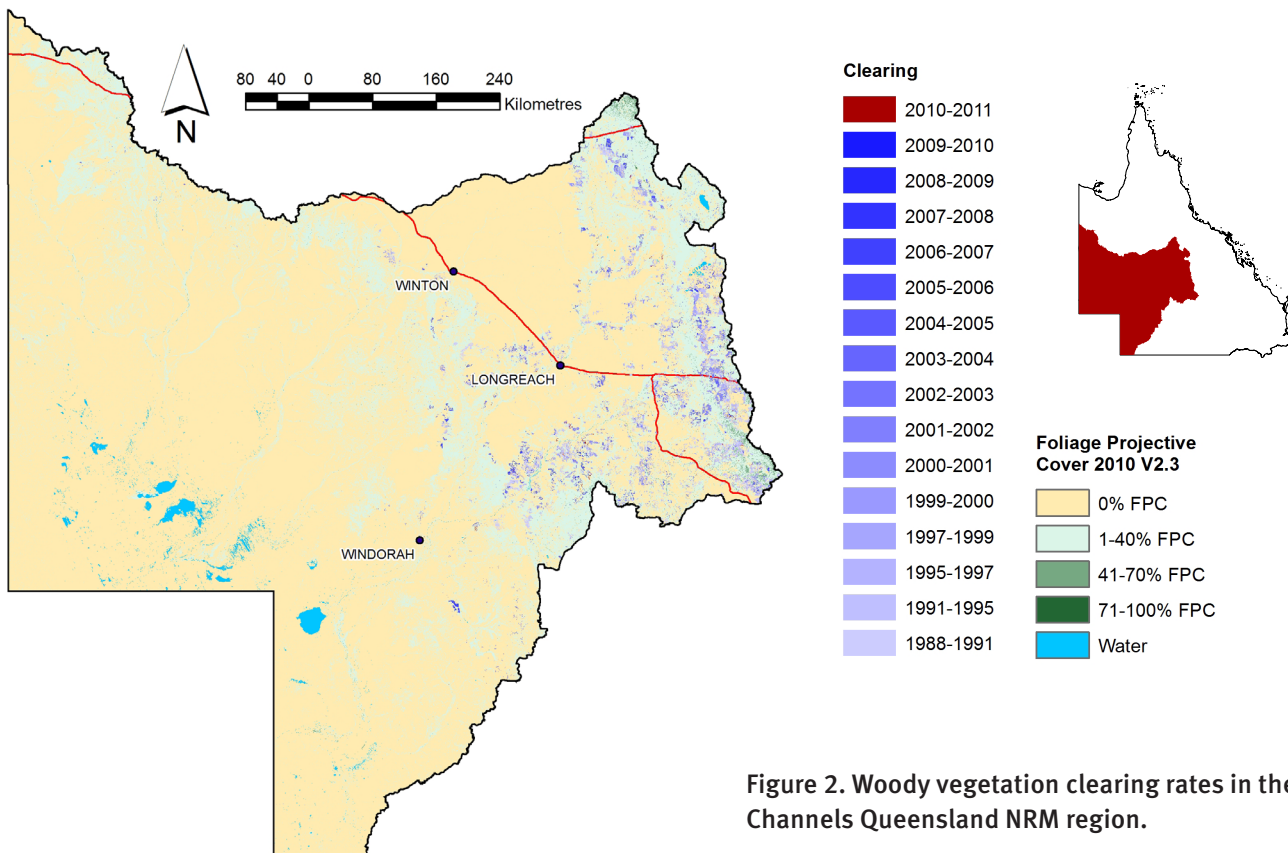 80 40 0 80 160 240
Kilometres
N
WINTON
LONGREACH
WINDORAH
Clearing
2010-2011
2009-2010
2008-2009
2007-2008
2006-2007
2005-2006
2004-2005
2003-2004
2002-2003
2001-2002
2000-2001
1999-2000
1997-1999
1995-1997
1991-1995
1988-1991
Foliage Projective
Cover 2010 V2.3
0% FPC
1-40% FPC
41-70% FPC
71-100% FPC
Water
Figure 2. Woody vegetation clearing rates in the
Channels Queensland NRM region.